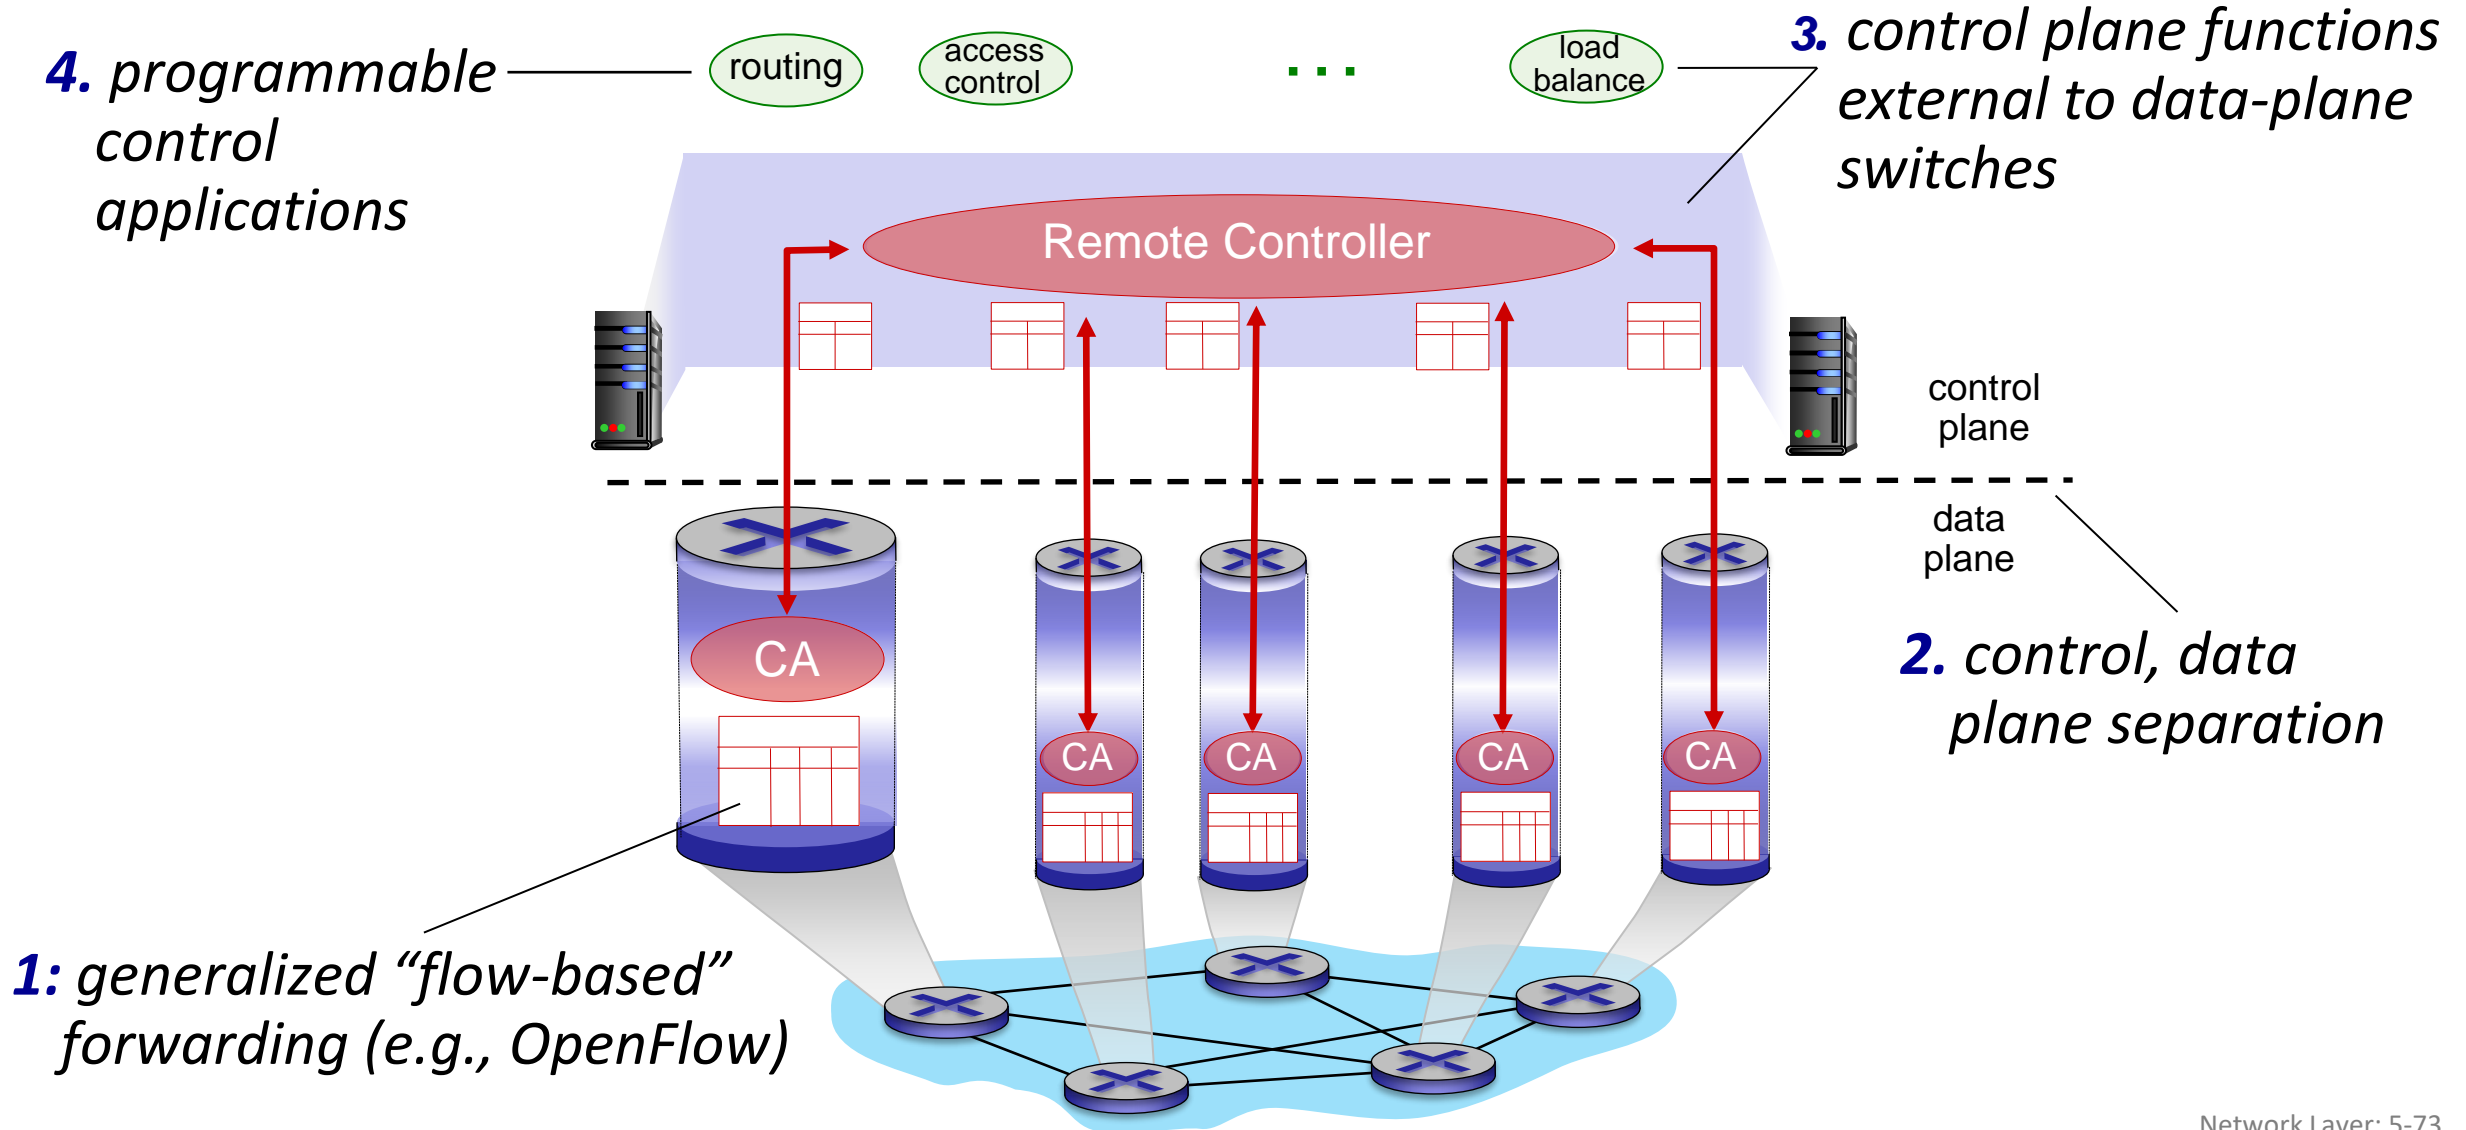 4. programmable
control
applications
routing
access
control
...
load
balance
3. control plane functions
external to data-plane
switches
Remote Controller
control
plane
data
plane
CA
CA
CA
CA
CA
2. control, data
plane separation
1: generalized “flow-based”
forwarding (e.g., OpenFlow)
Network Layer: 5-73